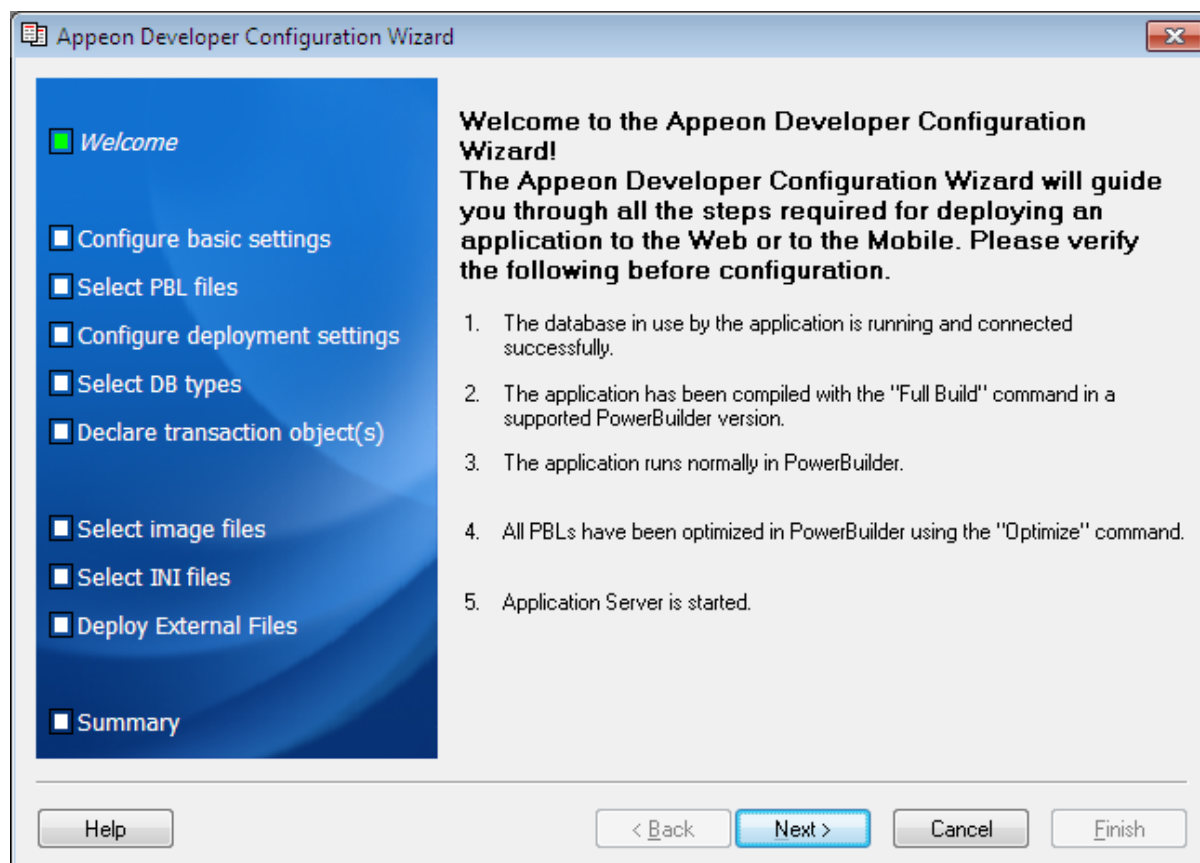 Appeon Developer Configuration Wizard
Welcome
Configure basic settings
Select PBL files
Configure deployment settings
Select DB types
Declare transaction object(s)
Select image files
Select INI files
Deploy External Files
Summary
Welcome to the Appeon Developer Configuration
Wizard!
The Appeon Developer Configuration Wizard will guide
you through all the steps required for deploying an
application to the Web or to the Mobile. Please verify
the following before configuration.
1. The database in use by the application is running and connected
successfully.
2. The application has been compiled with the "Full Build" command in a
supported PowerBuilder version.
3. The application runs normally in PowerBuilder.
4. All PBLs have been optimized in PowerBuilder using the "Optimize" command.
5. Application Server is started.
Help
< Back
Next >
Cancel
Finish